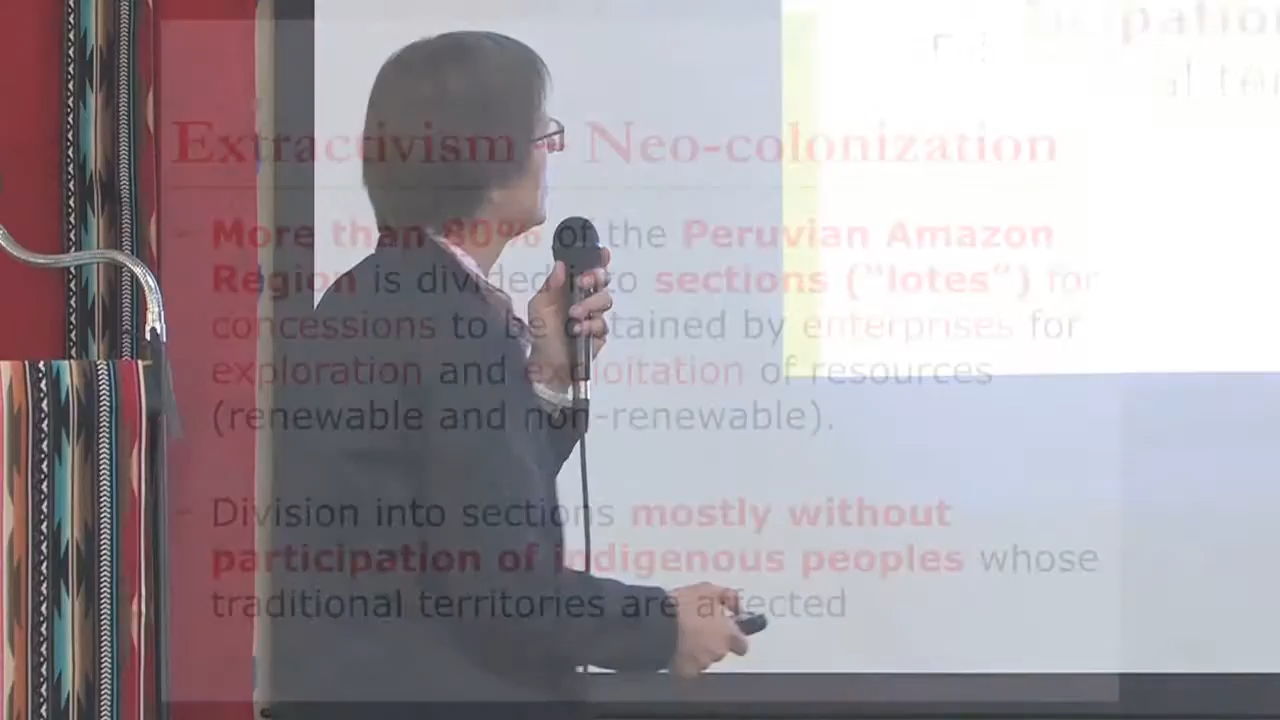 Extractivism – Neo-colonization
- More than 80% of the Peruvian Amazon
Region is divided into sections ("lotes") for
concessions to be obtained by enterprises for
exploration and exploitation of resources
(renewable and non-renewable).
- Division into sections mostly without
participation of indigenous peoples whose
traditional territories are affected